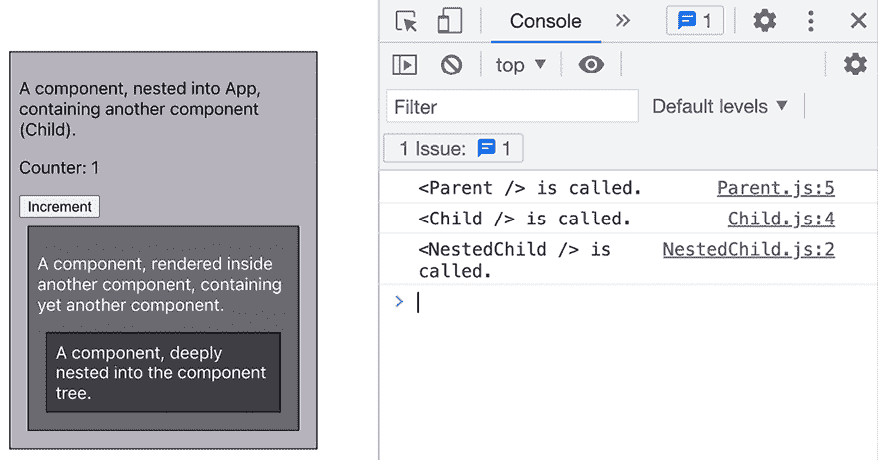 A component, nested into App,
containing another component
(Child).
Counter: 1
Increment
A component, rendered inside
another component, containing
yet another component.
A component, deeply
nested into the component
tree.
Console » 1
top ▼
Filter Default levels ▼
1 Issue: 1
<Parent /> is called. Parent.js:5
<Child /> is called. Child.js:4
<NestedChild /> is NestedChild.js:2
called.
>